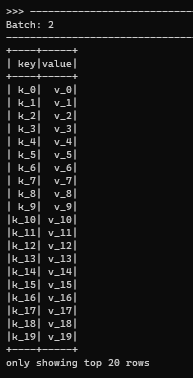 >>> -------------------------------
Batch: 2
-----------------------------------
+----+-----+
| key|value|
+----+-----+
| k_0|  v_0|
| k_1|  v_1|
| k_2|  v_2|
| k_3|  v_3|
| k_4|  v_4|
| k_5|  v_5|
| k_6|  v_6|
| k_7|  v_7|
| k_8|  v_8|
| k_9|  v_9|
|k_10| v_10|
|k_11| v_11|
|k_12| v_12|
|k_13| v_13|
|k_14| v_14|
|k_15| v_15|
|k_16| v_16|
|k_17| v_17|
|k_18| v_18|
|k_19| v_19|
+----+-----+
only showing top 20 rows